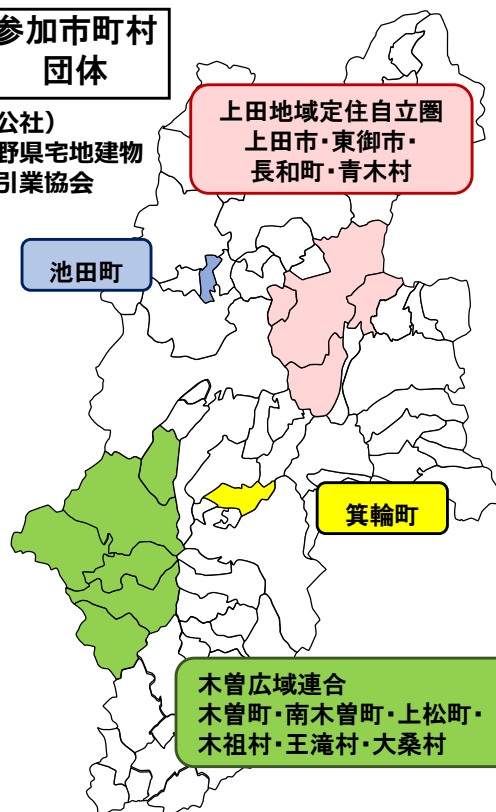 参加市町村
団体
公社）
野県宅地建物
引業協会
上田地域定住自立圏
上田市・東御市・
長和町・青木村
池田町
箕輪町
木曽広域連合
木曽町・南木曽町・上松町・
木祖村・王滝村・大桑村